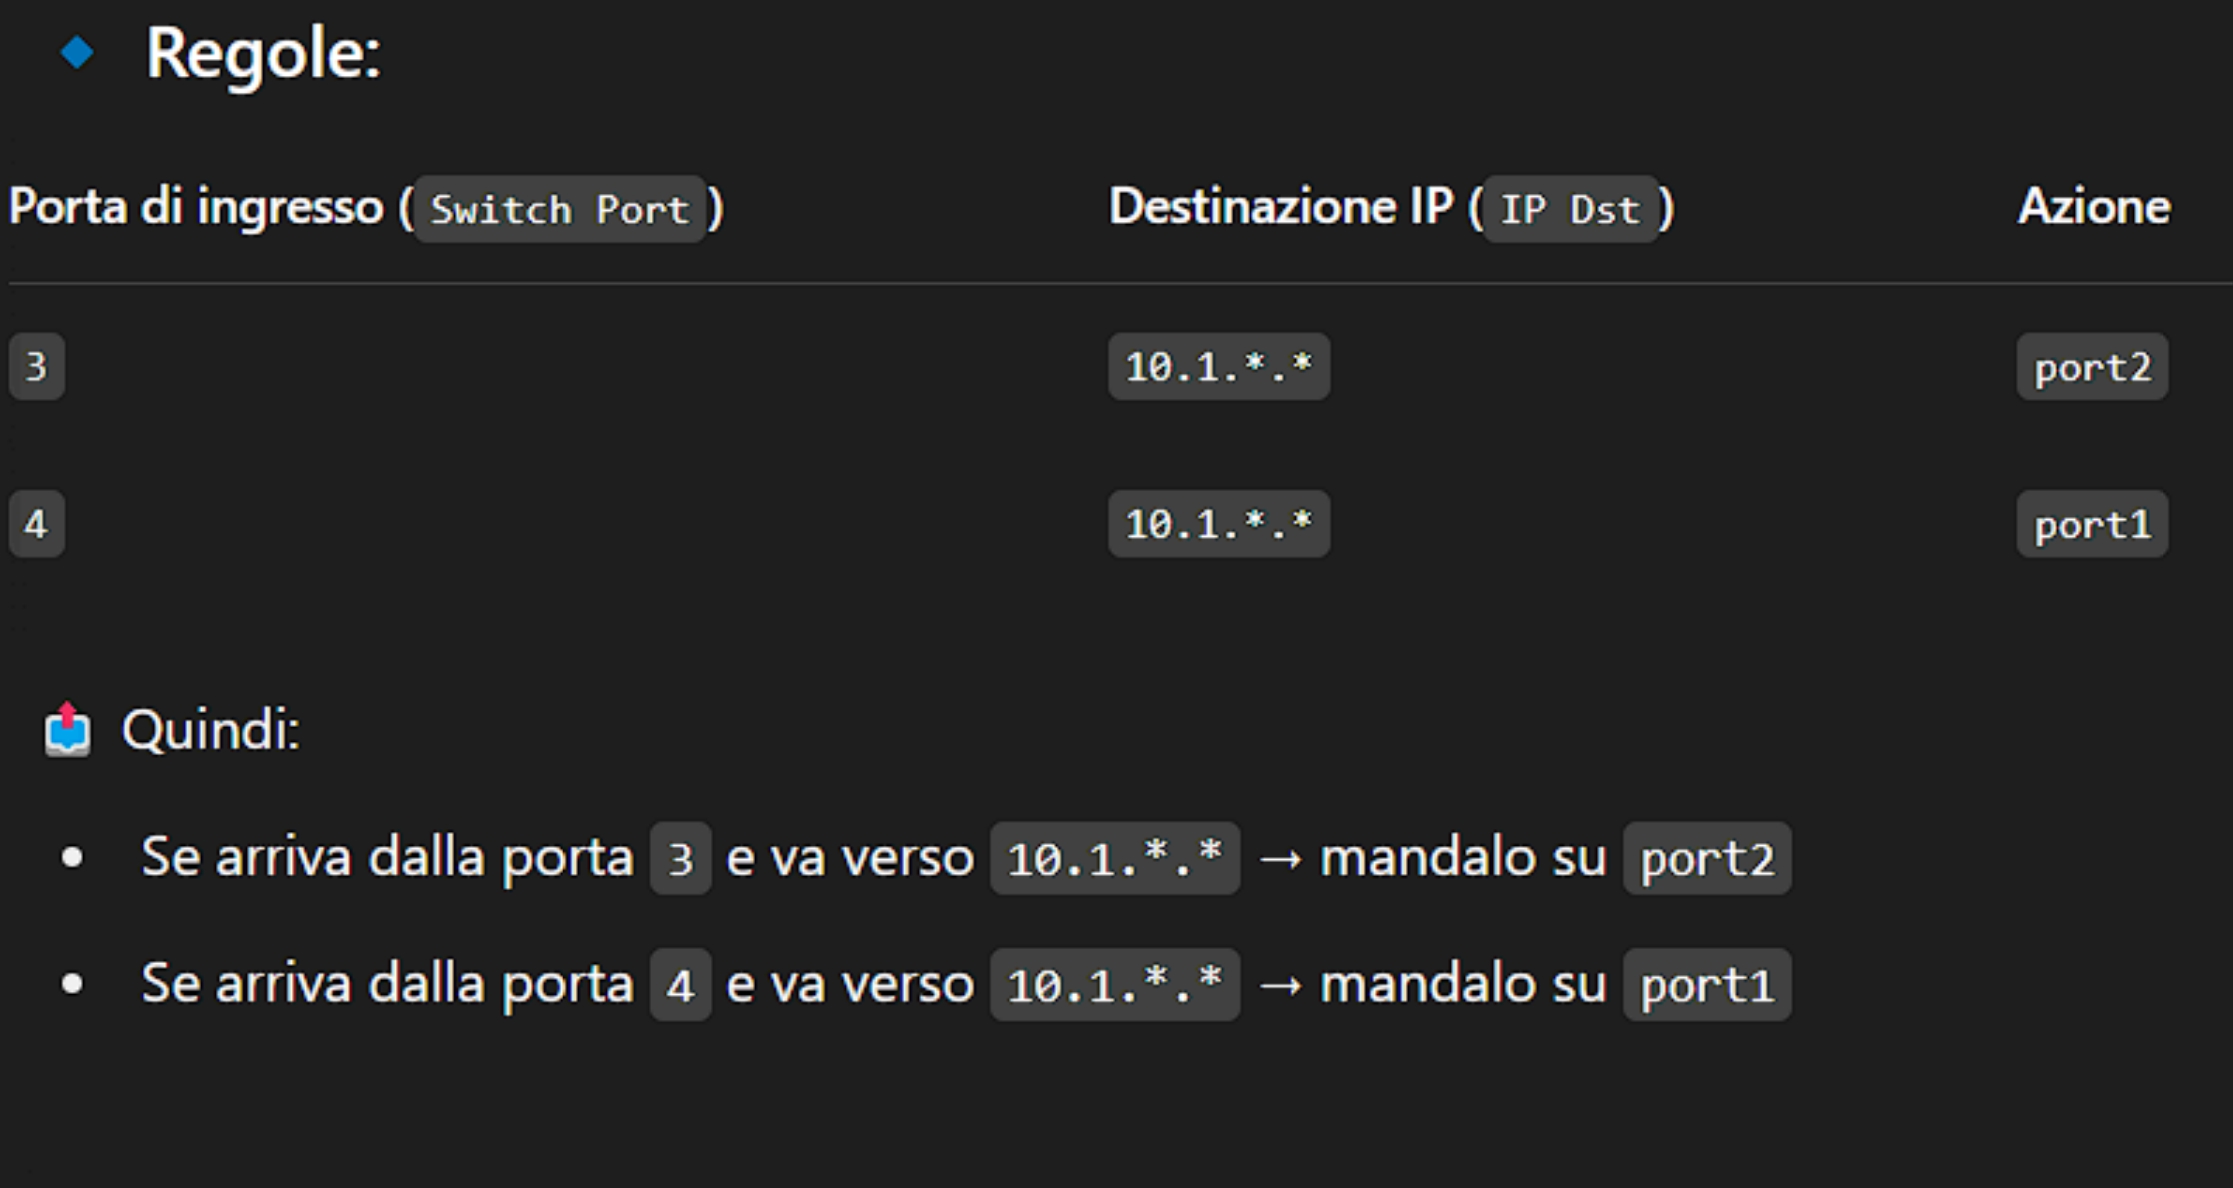 Regole:
Porta di ingresso (Switch Port) Destinazione IP (IP Dst) Azione
3 10.1.*.* port2
4 10.1.*.* port1
Quindi:
• Se arriva dalla porta 3 e va verso 10.1.*.* → mandalo su port2
• Se arriva dalla porta 4 e va verso 10.1.*.* → mandalo su port1